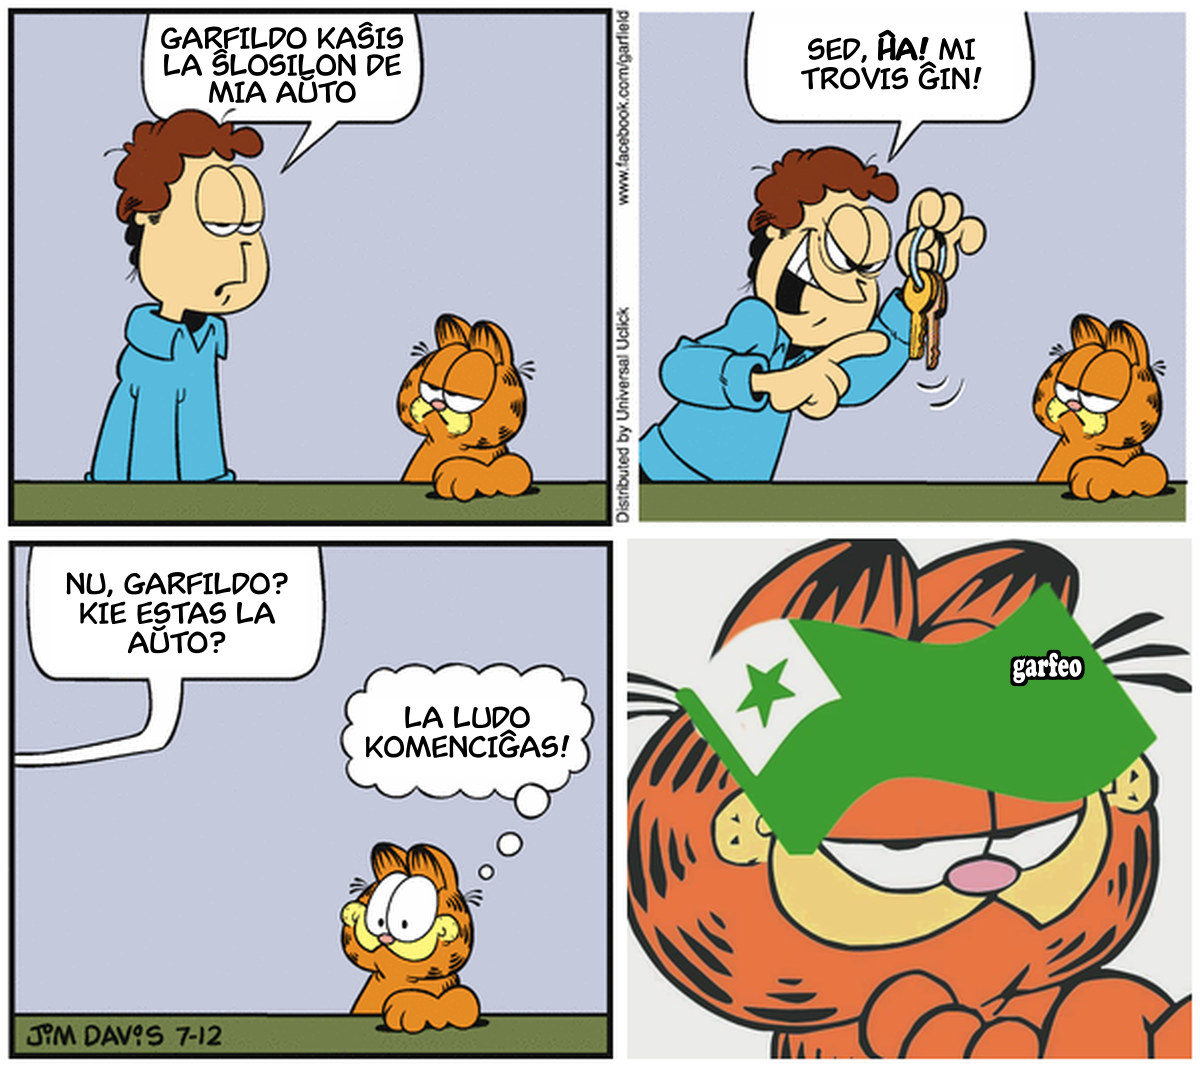 GARFILDO KAŜIS
LA ŜLOSILON DE
MIA AŬTO
www.facebook.com/garfield
Distributed by Universal Uclick
SED, ĤA! MI
TROVIS ĜIN!
NU, GARFILDO?
KIE ESTAS LA
AŬTO?
LA LUDO
KOMENCIĜAS!
JIM DAVIS 7-12
garfeo